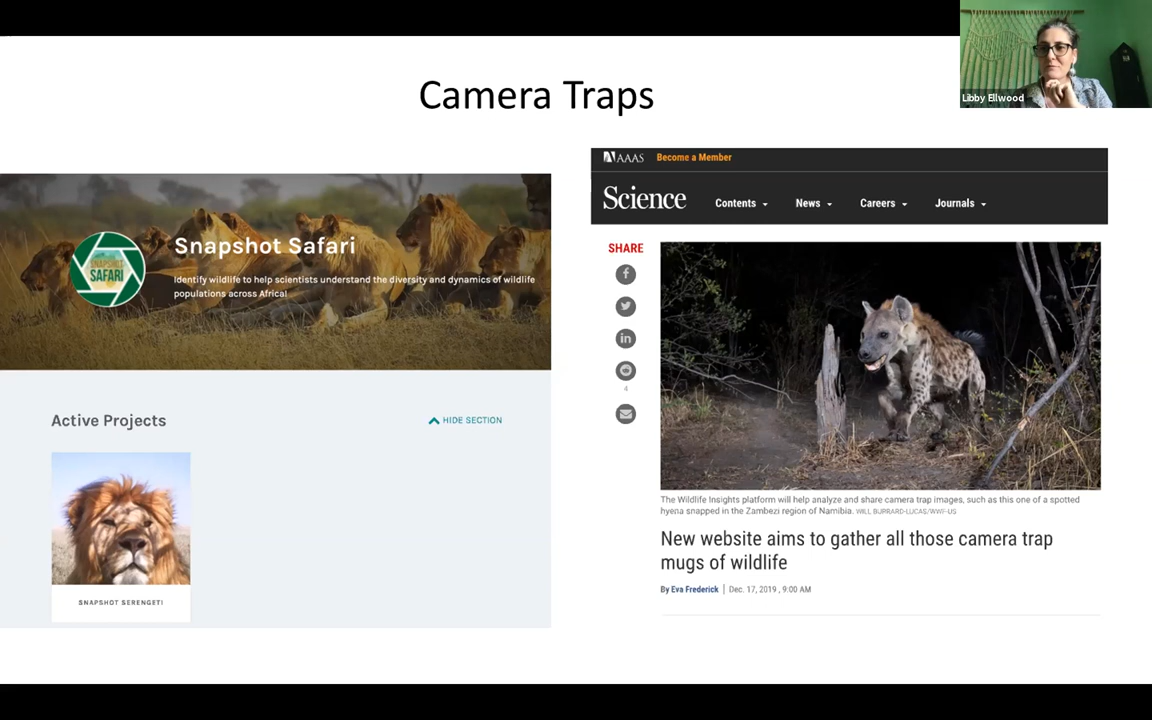 Libby Ellwood
Camera Traps
SNAPSHOT
SAFARI
Snapshot Safari
Identify wildlife to help scientists understand the diversity and dynamics of wildlife
populations across Africa!
Active Projects
HIDE SECTION
SNAPSHOT SERENGETI
AAAS
Become a Member
Science
Contents
News
Careers
Journals
SHARE
4
The Wildlife Insights platform will help analyze and share camera trap images, such as this one of a spotted
hyena snapped in the Zambezi region of Namibia. WILL BURRARD-LUCAS/WWF-US
New website aims to gather all those camera trap
mugs of wildlife
By Eva Frederick | Dec. 17, 2019 , 9:00 AM